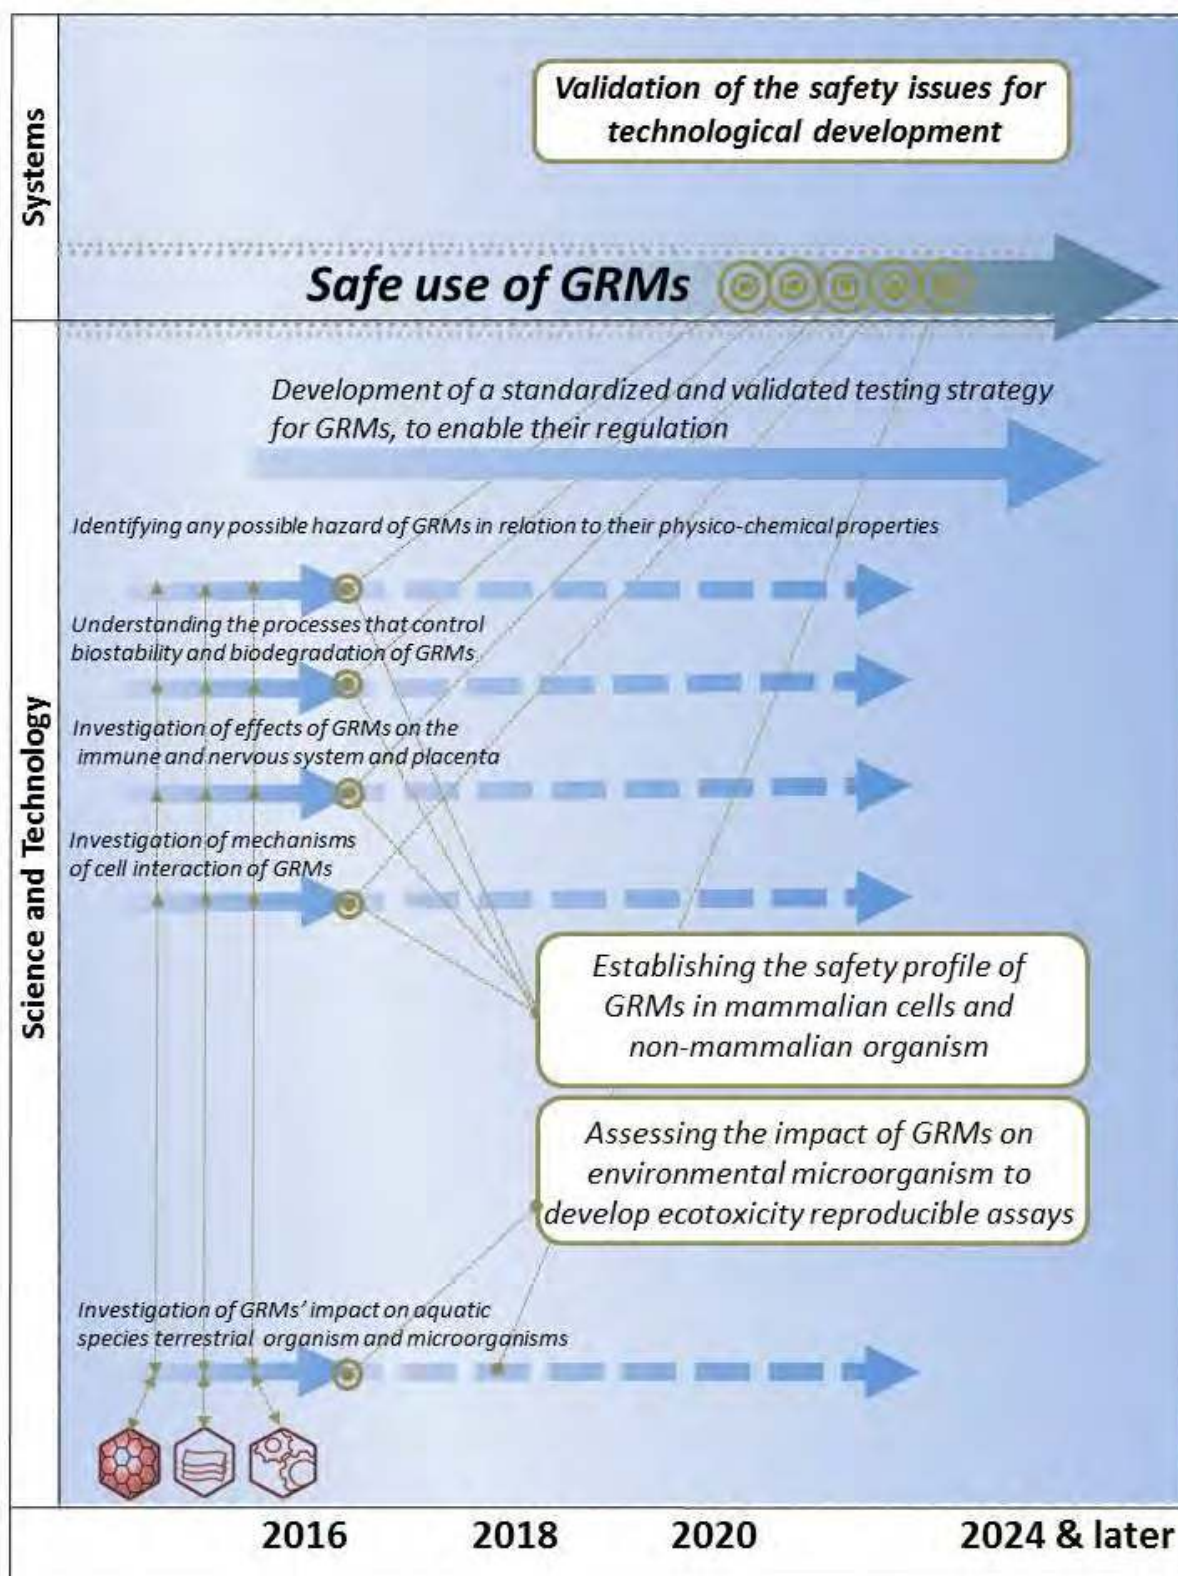 Systems
Validation of the safety issues for
technological development
Safe use of GRMs
Science and Technology
Development of a standardized and validated testing strategy
for GRMs, to enable their regulation
Identifying any possible hazard of GRMs in relation to their physico-chemical properties
Understanding the processes that control
biostability and biodegradation of GRMs
Investigation of effects of GRMs on the
immune and nervous system and placenta
Investigation of mechanisms
of cell interaction of GRMs
Establishing the safety profile of
GRMs in mammalian cells and
non-mammalian organism
Assessing the impact of GRMs on
environmental microorganism to
develop ecotoxicity reproducible assays
Investigation of GRMs' impact on aquatic
species terrestrial organism and microorganisms
2016 2018 2020 2024 & later